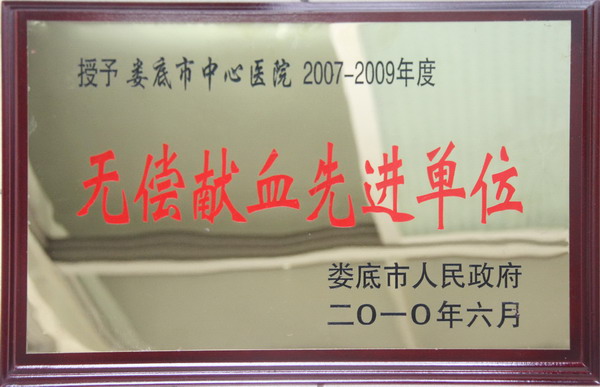 授予 娄底市中心医院 2007-2009年度
无偿献血先进单位
娄底市人民政府
二〇一〇年六月